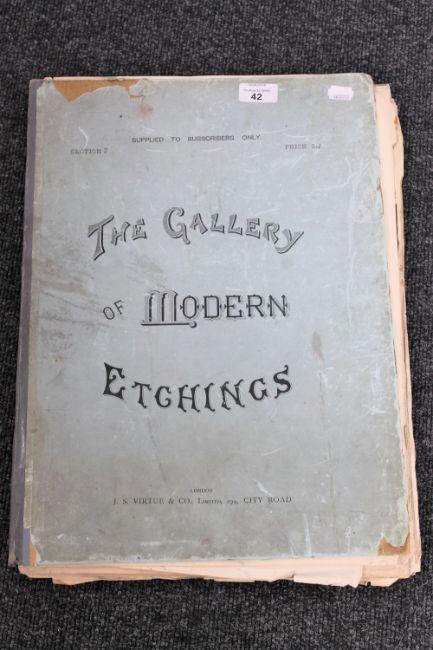 42
SUPPLIED TO SUBSCRIBERS ONLY.
SECTION 2 PRICE
THE GALLERY
OF MODERN
ETCHINGS
LONDON
J. S. VIRTUE & CO., LIMITED, 294, CITY ROAD